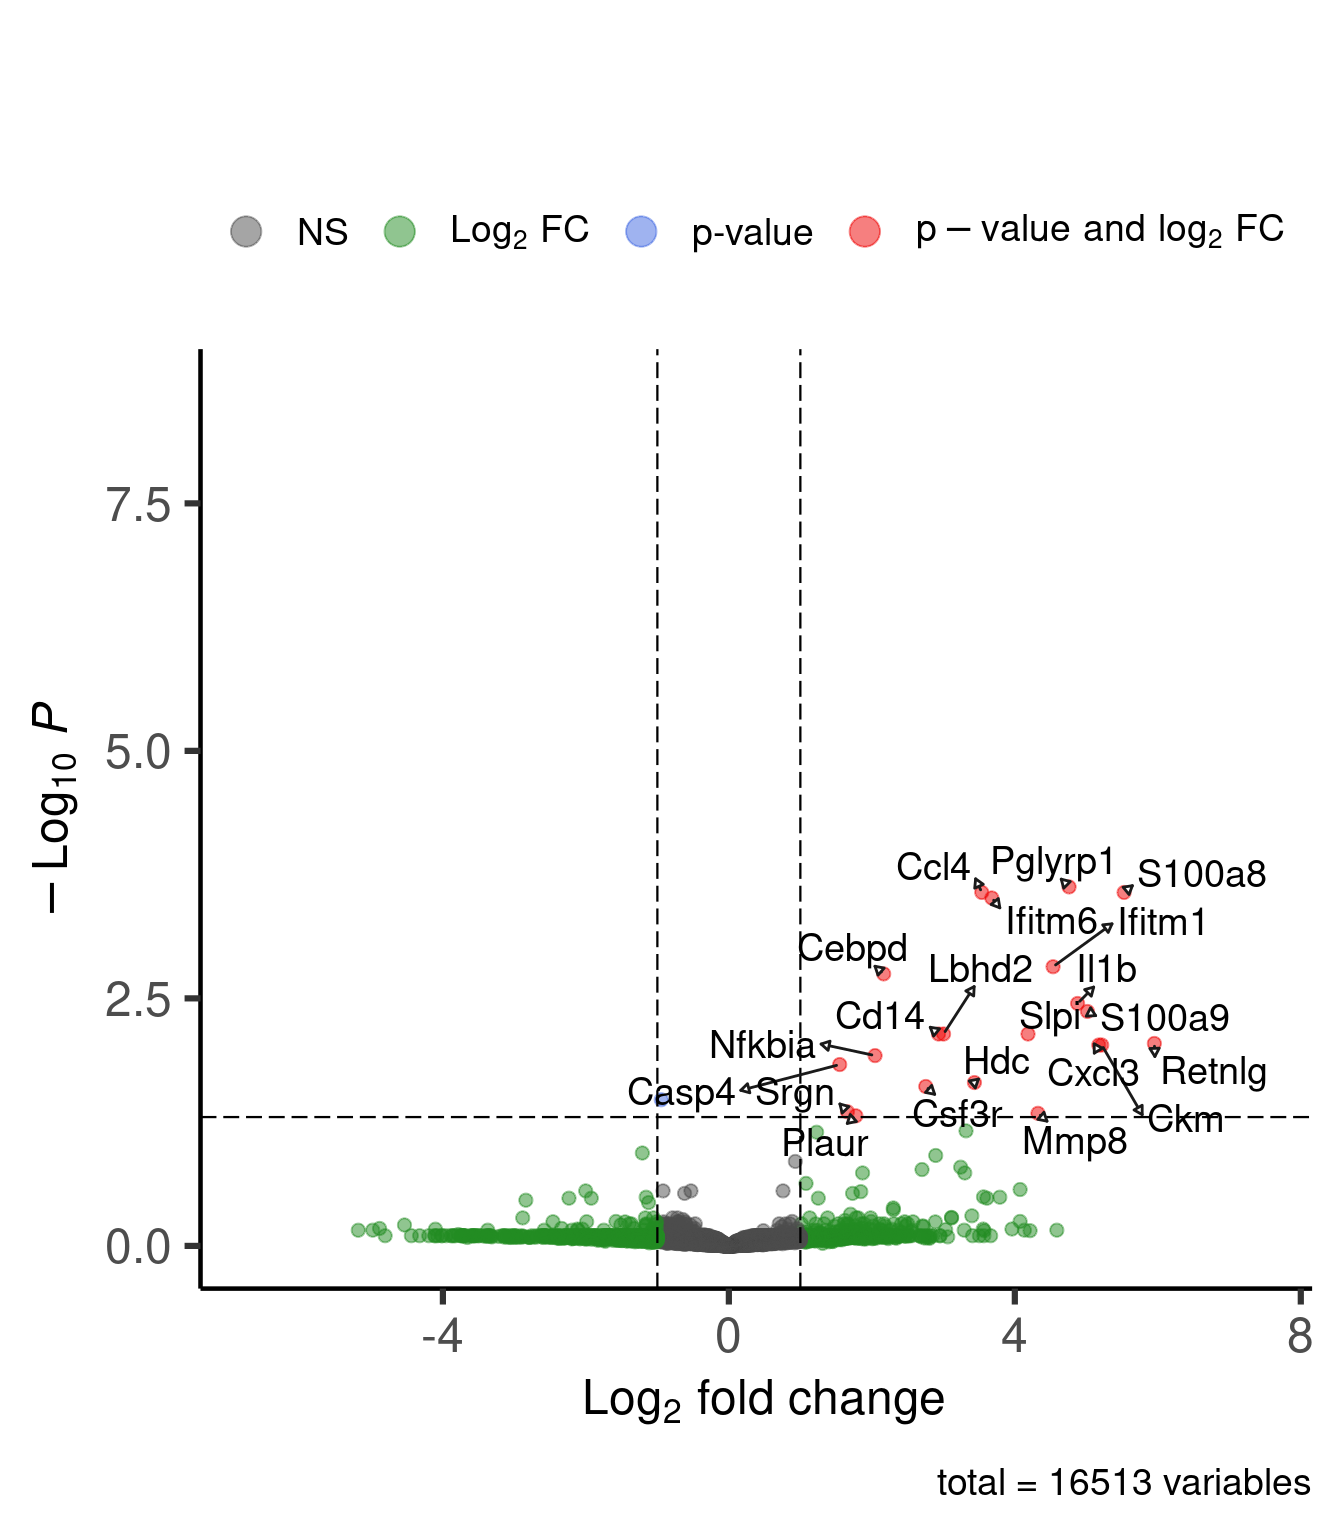 NS Log2 FC p-value p – value and log2 FC
7.5
5.0
2.5
0.0
– Log10 P
Ccl4 Pglyrp1 S100a8
Ifitm6 Ifitm1
Cebpd
Lbhd2 Il1b
Cd14 Slpi S100a9
Nfkbia Hdc Cxcl3 Retnlg
Casp4 Srgn Csf3r Ckm
Plaur Mmp8
-4 0 4 8
Log2 fold change
total = 16513 variables